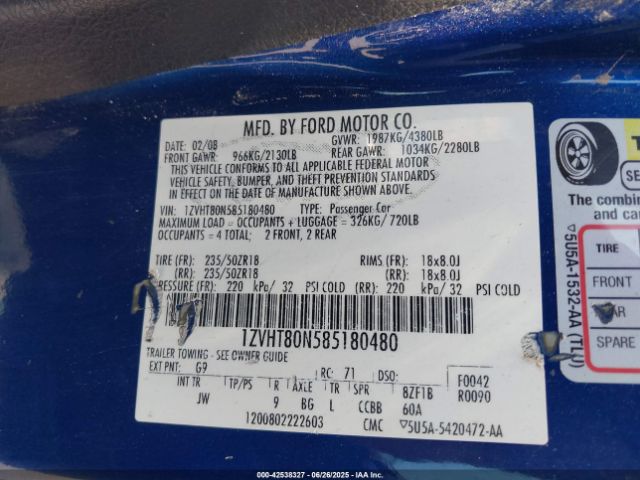 MFD. BY FORD MOTOR CO.
DATE: 02/08 GVWR: 1987KG/4380LB
FRONT GAWR: 966KG/2130LB REAR GAWR: 1034KG/2280LB
THIS VEHICLE CONFORMS TO ALL APPLICABLE FEDERAL MOTOR
VEHICLE SAFETY, BUMPER, AND THEFT PREVENTION STANDARDS
IN EFFECT ON THE DATE OF MANUFACTURE SHOWN ABOVE.
VIN: 1ZVHT80N585180480 TYPE: Passenger Car
MAXIMUM LOAD = OCCUPANTS + LUGGAGE = 326KG/720LB
OCCUPANTS = 4 TOTAL; 2 FRONT, 2 REAR
TIRE (FR): 235/50ZR18 RIMS (FR): 18x8.0J
(RR): 235/50ZR18 (RR): 18x8.0J
PRESSURE (FR): 220 kPa/ 32 PSI COLD (RR): 220 kPa/ 32 PSI COLD
1ZVHT80N585180480
TRAILER TOWING - SEE OWNER GUIDE
EXT PNT: G9 RC: 71 DSO: F0042
INT TR TP/PS R AXLE TR SPR 8ZF1B R0090
JW 9 BG L CCBB 60A
1200802222603 CMC ▽5U5A-5420472-AA
TI
SE
The combin
and ca
TIRE
FRONT
AR
SPARE
▽5U5A-1532-AA (TLJ)
000-42538327 - 06/26/2025 - IAA Vehicle Purchasing